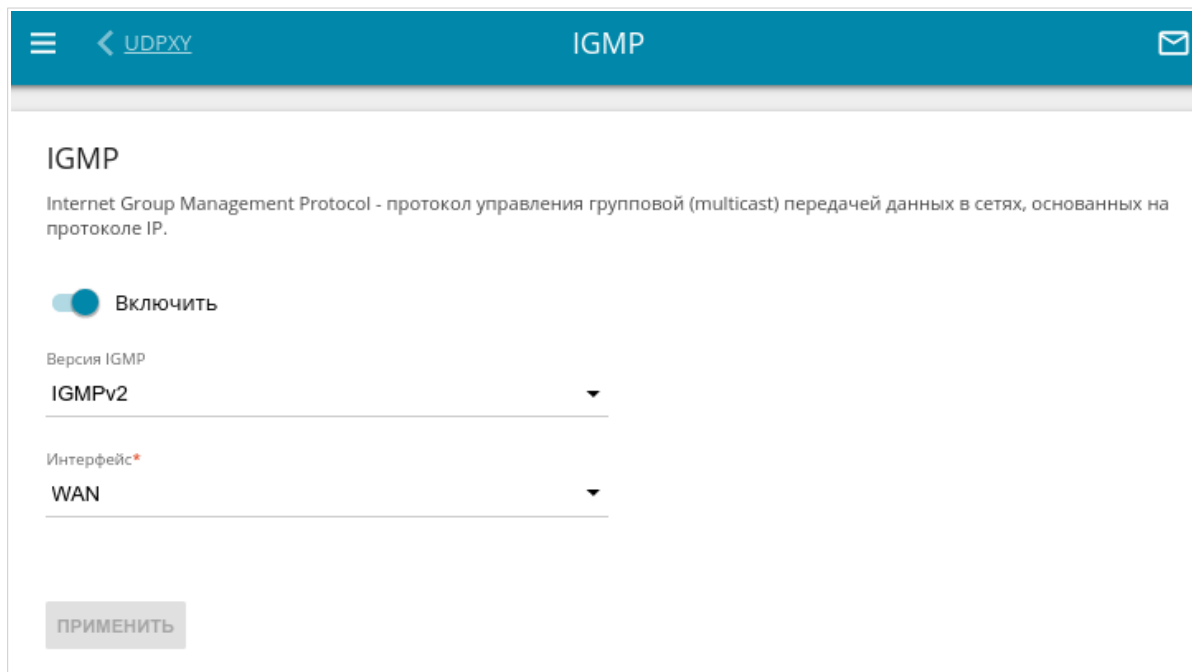 UDPXY
IGMP
IGMP
Internet Group Management Protocol - протокол управления групповой (multicast) передачей данных в сетях, основанных на
протоколе IP.
Включить
Версия IGMP
IGMPv2
Интерфейс*
WAN
ПРИМЕНИТЬ